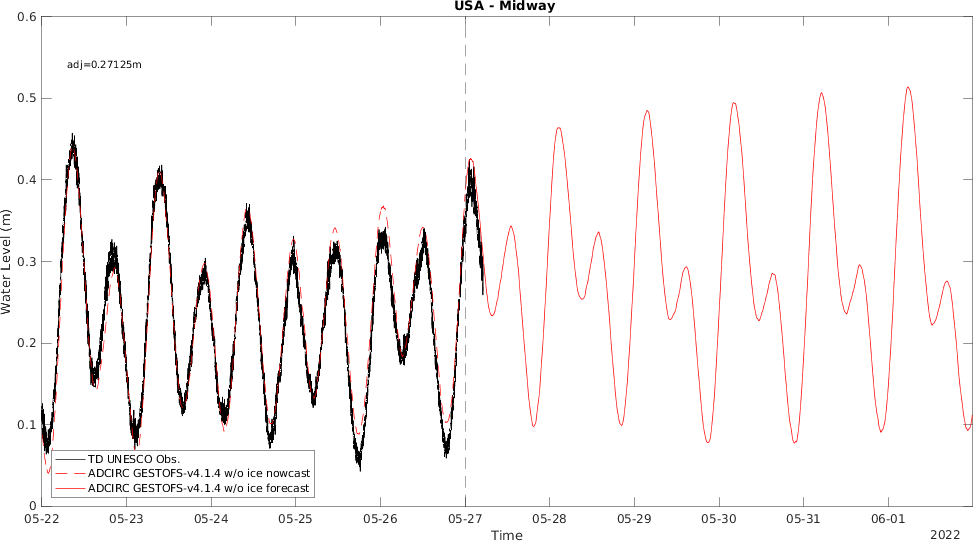 USA - Midway
0.6
adj=0.27125m
0.5
0.4
0.3
0.2
0.1
0
Water Level (m)
TD UNESCO Obs.
ADCIRC GESTOFS-v4.1.4 w/o ice nowcast
ADCIRC GESTOFS-v4.1.4 w/o ice forecast
05-22 05-23 05-24 05-25 05-26 05-27 05-28 05-29 05-30 05-31 06-01
Time
2022